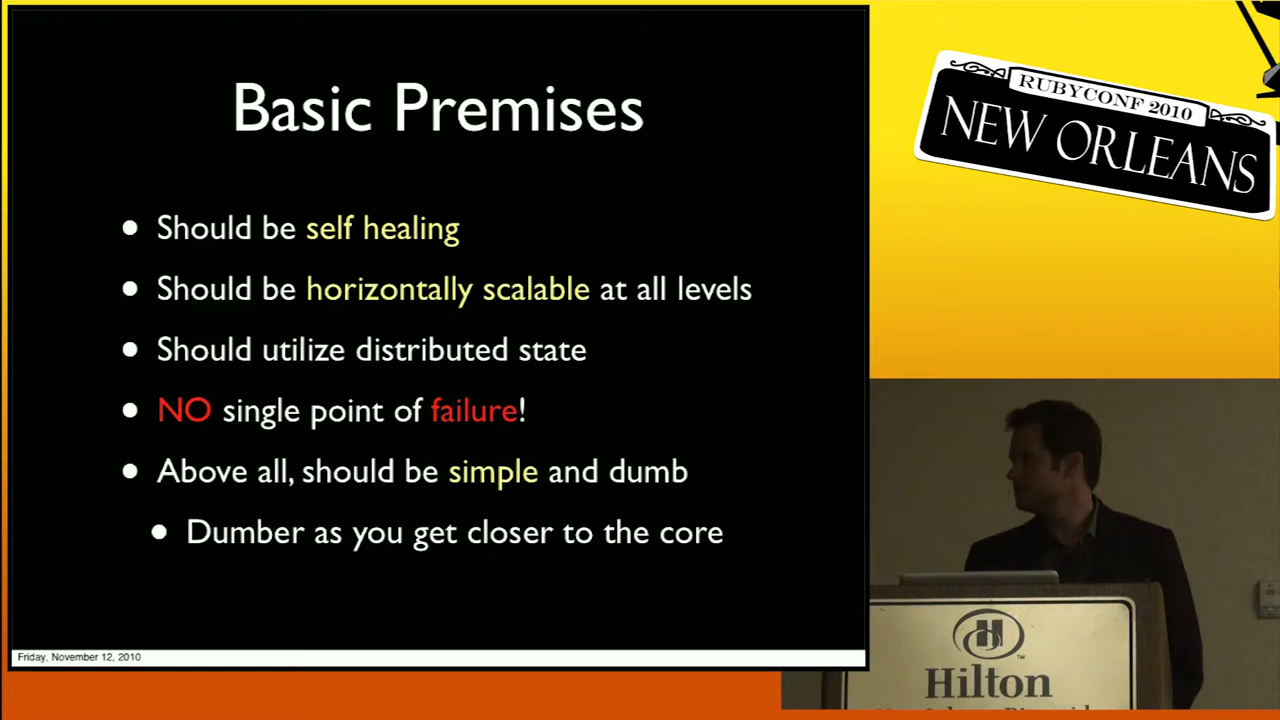 Basic Premises
• Should be self healing
• Should be horizontally scalable at all levels
• Should utilize distributed state
• NO single point of failure!
• Above all, should be simple and dumb
• Dumber as you get closer to the core
Friday, November 12, 2010
RUBYCONF 2010
NEW ORLEANS
H
TM
Hilton